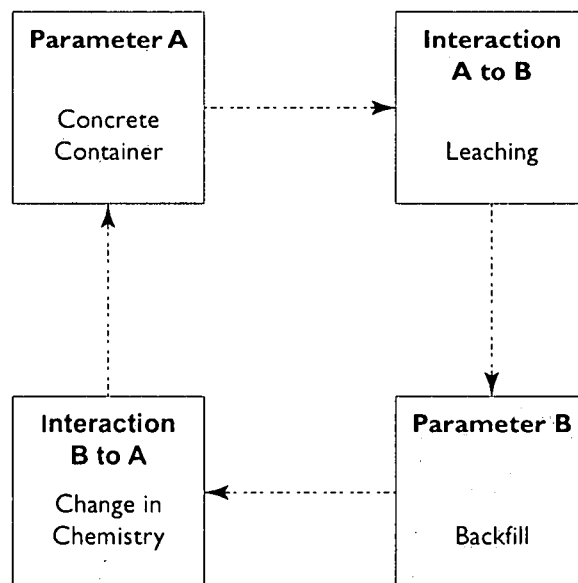 Parameter A
Concrete
Container
Interaction
A to B
Leaching
Interaction
B to A
Change in
Chemistry
Parameter B
Backfill